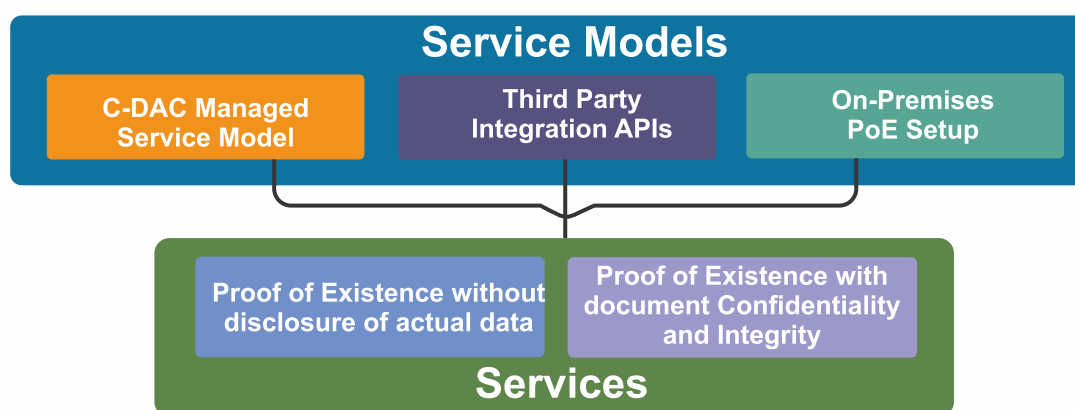 Service Models
C-DAC Managed
Service Model
Third Party
Integration APIs
On-Premises
PoE Setup
Proof of Existence without
disclosure of actual data
Proof of Existence with
document Confidentiality
and Integrity
Services